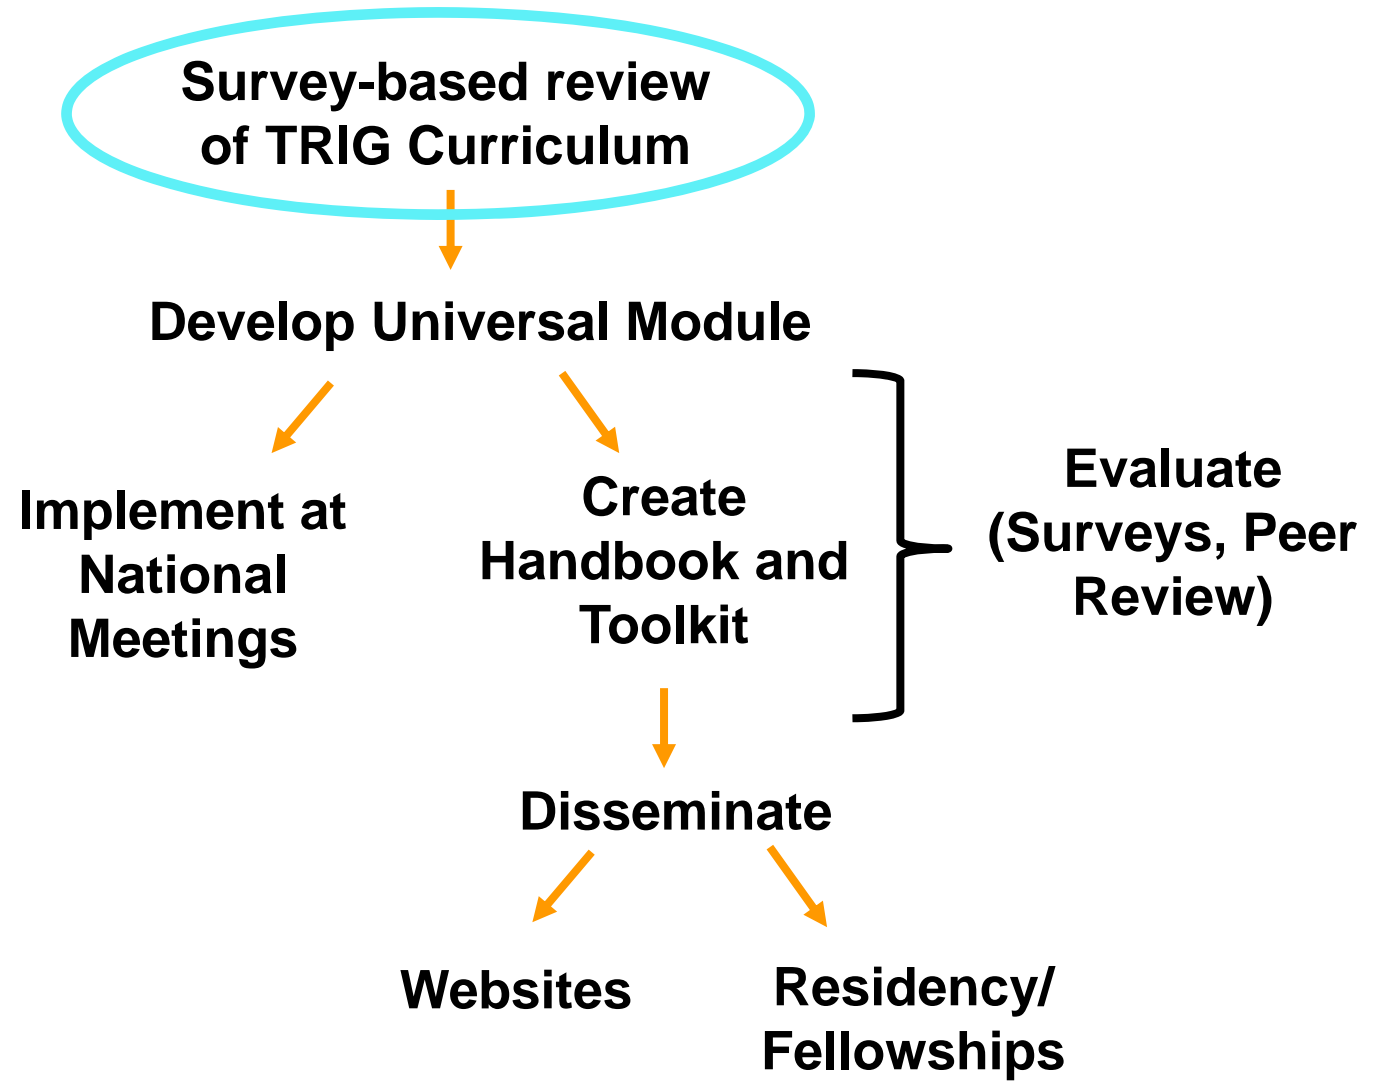 Survey-based review
of TRIG Curriculum
Develop Universal Module
Implement at
National
Meetings
Create
Handbook and
Toolkit
Evaluate
(Surveys, Peer
Review)
Disseminate
Websites
Residency/
Fellowships